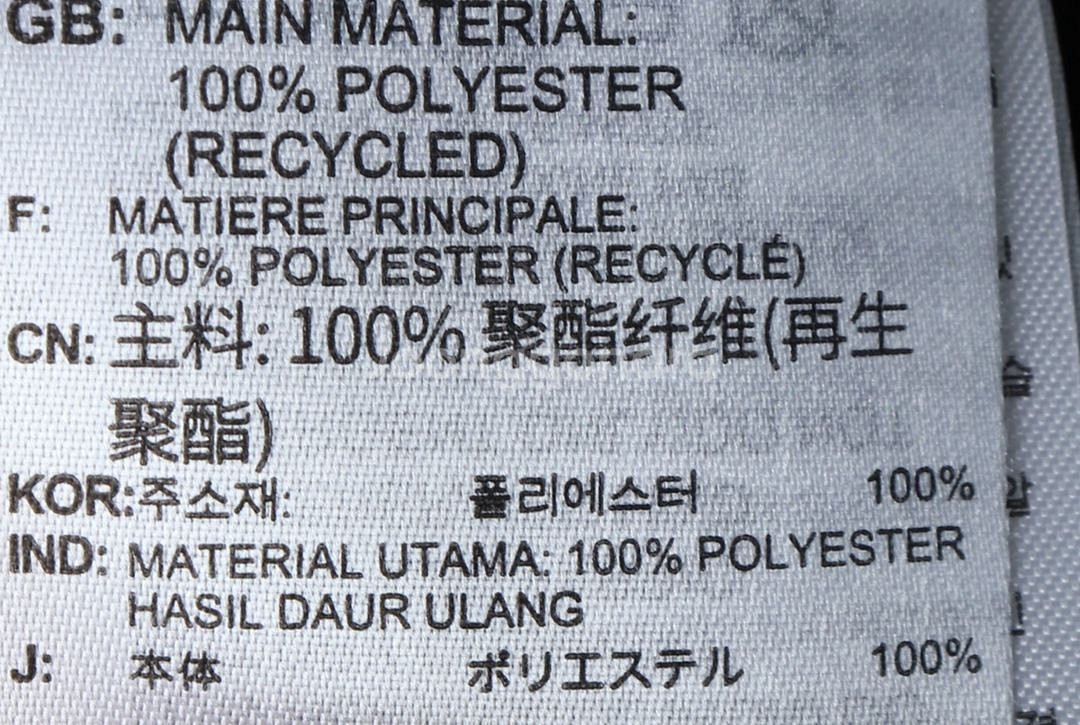 GB: MAIN MATERIAL:
100% POLYESTER
(RECYCLED)
F: MATIERE PRINCIPALE:
100% POLYESTER (RECYCLÉ)
CN: 主料: 100% 聚酯纤维(再生
聚酯)
KOR:주소재: 폴리에스터 100%
IND: MATERIAL UTAMA: 100% POLYESTER
HASIL DAUR ULANG
J: 本体 ポリエステル 100%